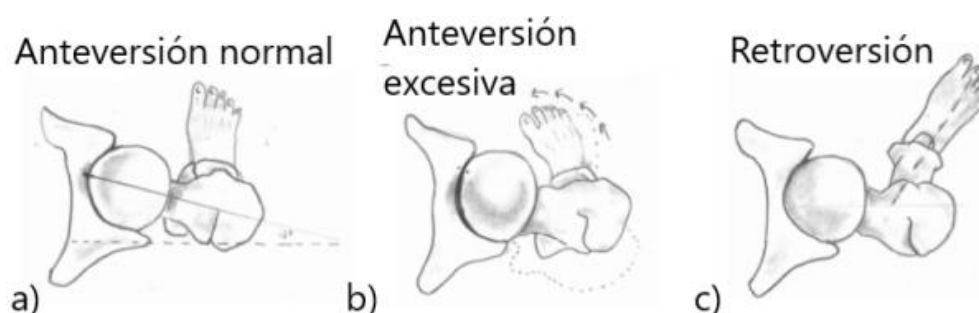 Anteversión normal
Anteversión
excesiva
Retroversión
a)
b)
c)